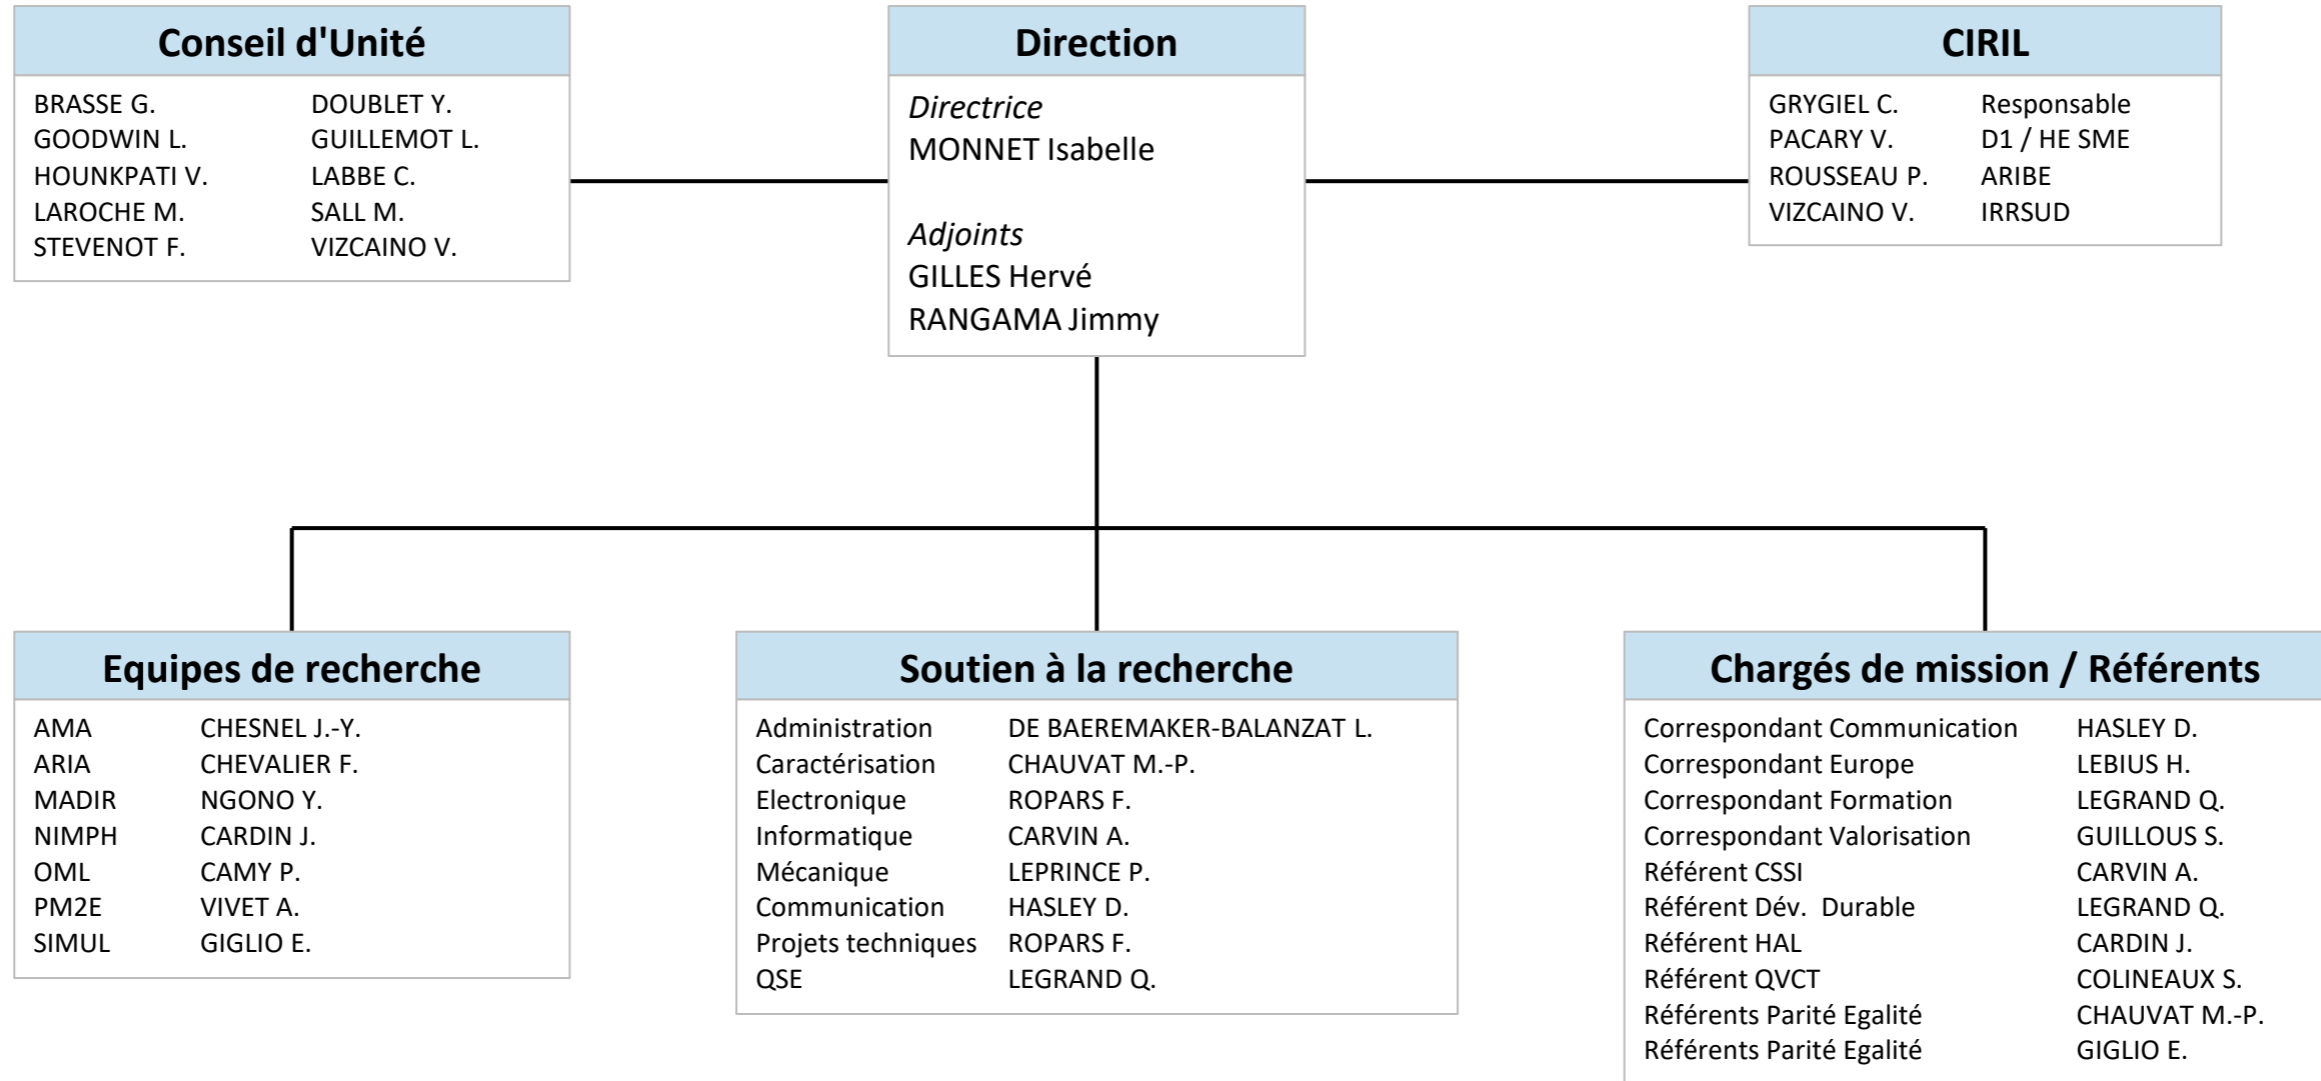 Conseil d'Unité
BRASSE G. DOUBLET Y.
GOODWIN L. GUILLEMOT L.
HOUNKPATI V. LABBE C.
LAROCHE M. SALL M.
STEVENOT F. VIZCAINO V.
Direction
Directrice
MONNET Isabelle
Adjoints
GILLES Hervé
RANGAMA Jimmy
CIRIL
GRYGIEL C. Responsable
PACARY V. D1 / HE SME
ROUSSEAU P. ARIBE
VIZCAINO V. IRRSUD
Equipes de recherche
AMA CHESNEL J.-Y.
ARIA CHEVALIER F.
MADIR NGONO Y.
NIMPH CARDIN J.
OML CAMY P.
PM2E VIVET A.
SIMUL GIGLIO E.
Soutien à la recherche
Administration DE BAEREMAKER-BALANZAT L.
Caractérisation CHAUVAT M.-P.
Electronique ROPARS F.
Informatique CARVIN A.
Mécanique LEPRINCE P.
Communication HASLEY D.
Projets techniques ROPARS F.
QSE LEGRAND Q.
Chargés de mission / Référents
Correspondant Communication HASLEY D.
Correspondant Europe LEBIUS H.
Correspondant Formation LEGRAND Q.
Correspondant Valorisation GUILLOUS S.
Référent CSSI CARVIN A.
Référent Dév. Durable LEGRAND Q.
Référent HAL CARDIN J.
Référent QVCT COLINEAUX S.
Référents Parité Egalité CHAUVAT M.-P.
Référents Parité Egalité GIGLIO E.